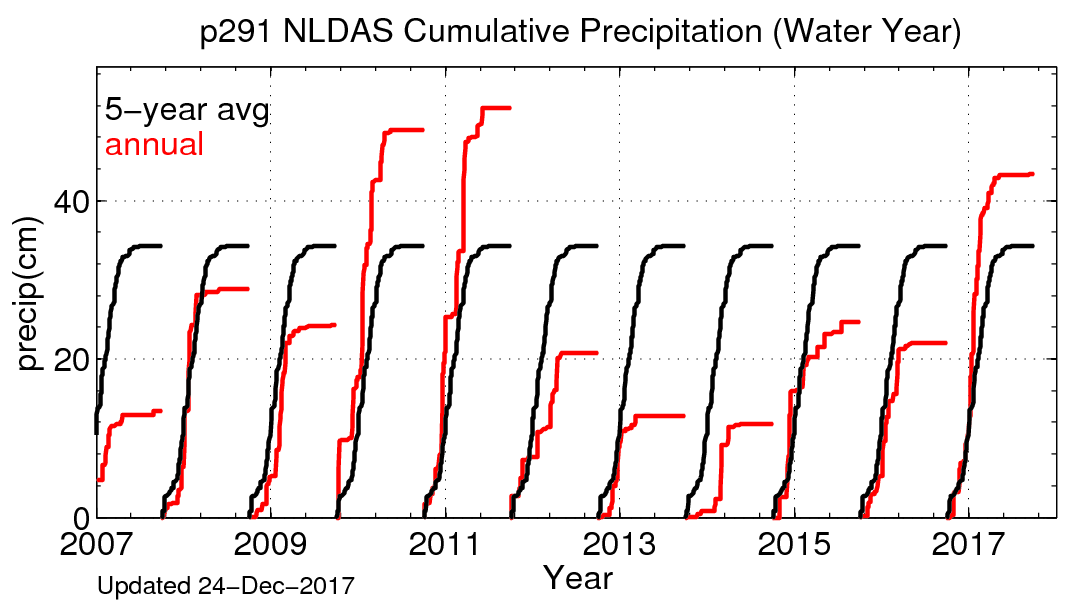 p291 NLDAS Cumulative Precipitation (Water Year)
5−year avg
annual
precip(cm)
40
20
0
2007 2009 2011 2013 2015 2017
Year
Updated 24−Dec−2017